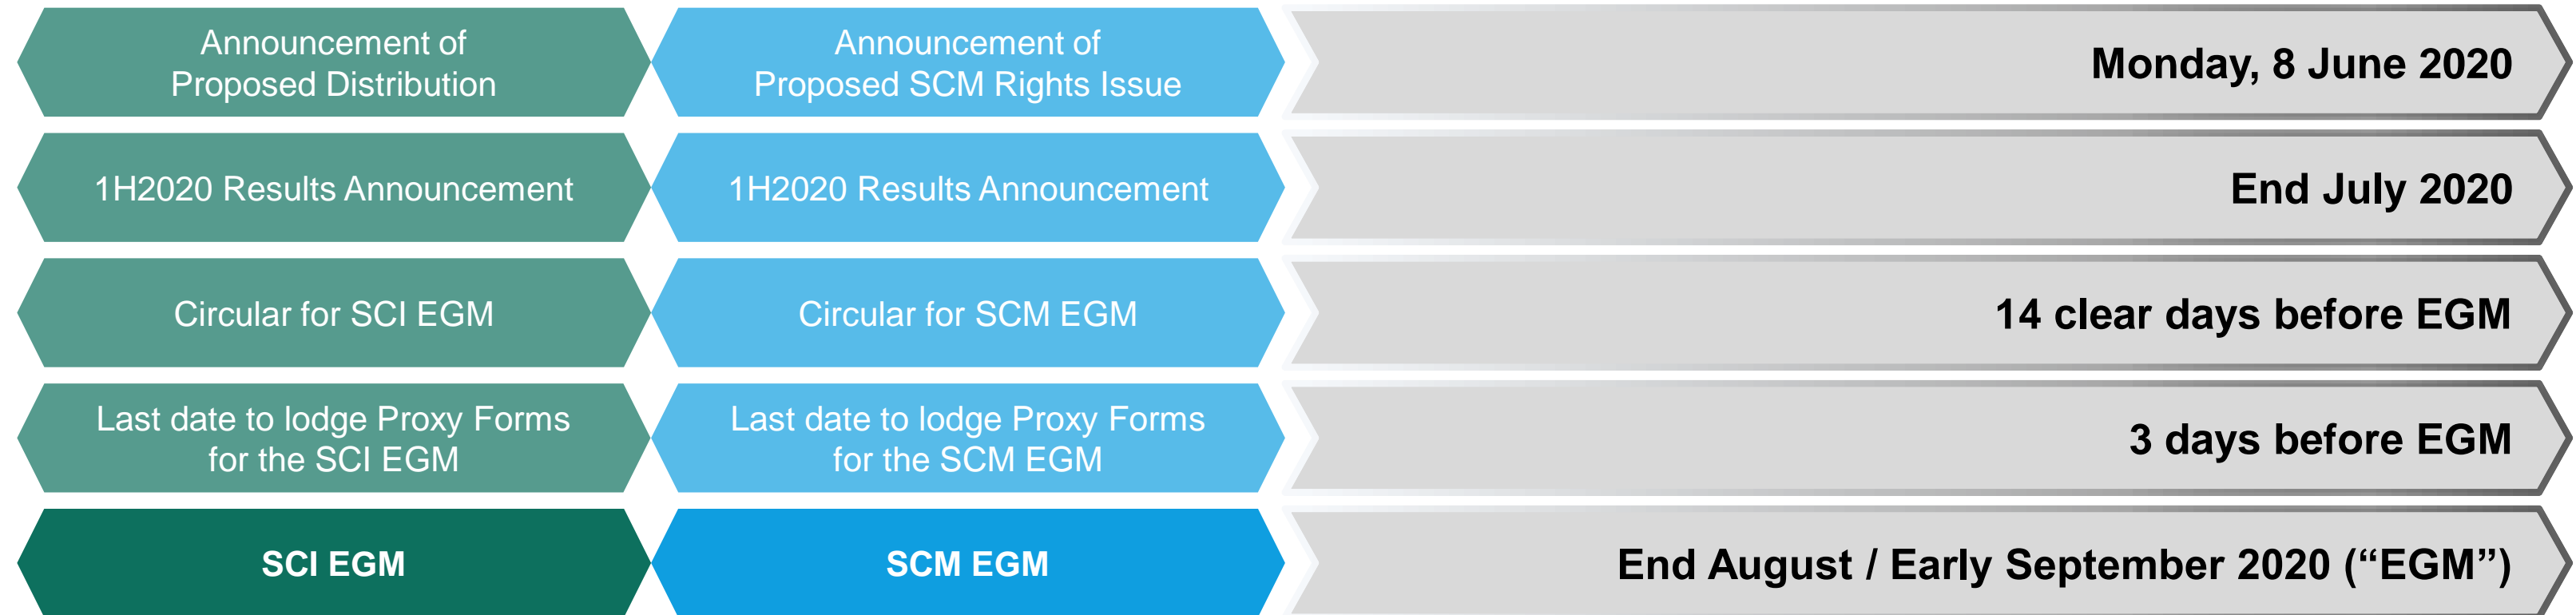 Announcement of
Proposed Distribution
Announcement of
Proposed SCM Rights Issue
Monday, 8 June 2020
1H2020 Results Announcement
1H2020 Results Announcement
End July 2020
Circular for SCI EGM
Circular for SCM EGM
14 clear days before EGM
Last date to lodge Proxy Forms
for the SCI EGM
Last date to lodge Proxy Forms
for the SCM EGM
3 days before EGM
SCI EGM
SCM EGM
End August / Early September 2020 (“EGM”)